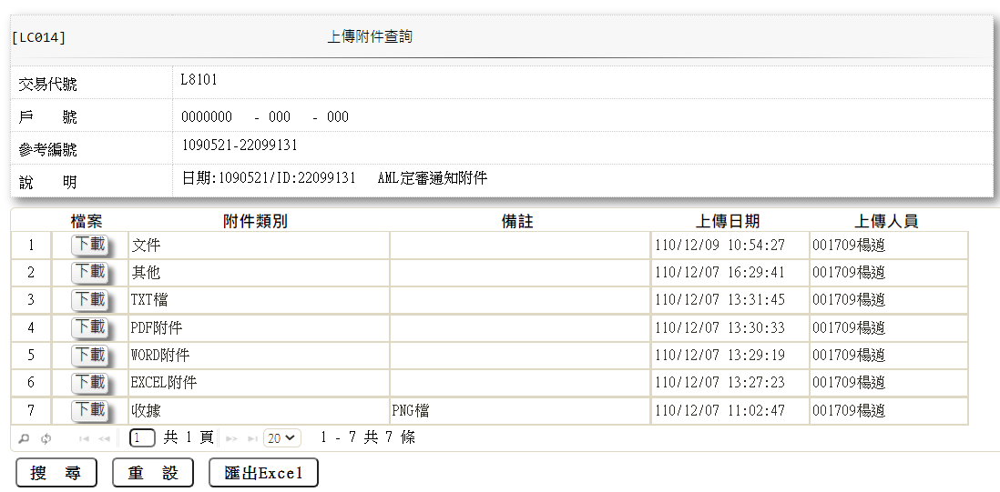 [LC014] 上傳附件查詢
交易代號 L8101
戶　　號 0000000 - 000 - 000
參考編號 1090521-22099131
說　　明 日期:1090521/ID:22099131 AML定審通知附件
檔案 附件類別 備註 上傳日期 上傳人員
1 下載 文件 110/12/09 10:54:27 001709楊逍
2 下載 其他 110/12/07 16:29:41 001709楊逍
3 下載 TXT檔 110/12/07 13:31:45 001709楊逍
4 下載 PDF附件 110/12/07 13:30:33 001709楊逍
5 下載 WORD附件 110/12/07 13:29:19 001709楊逍
6 下載 EXCEL附件 110/12/07 13:27:23 001709楊逍
7 下載 收據 PNG檔 110/12/07 11:02:47 001709楊逍
1 共 1 頁 20 1 - 7 共 7 條
搜　尋 重　設 匯出Excel